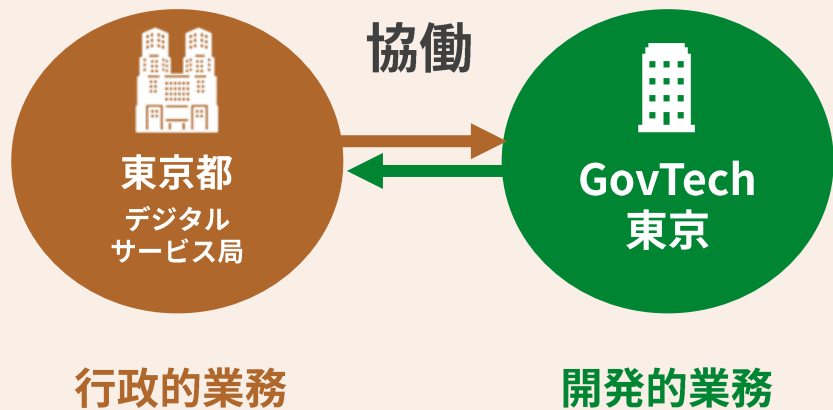 協働
東京都
デジタル
サービス局
GovTech
東京
行政的業務
開発的業務